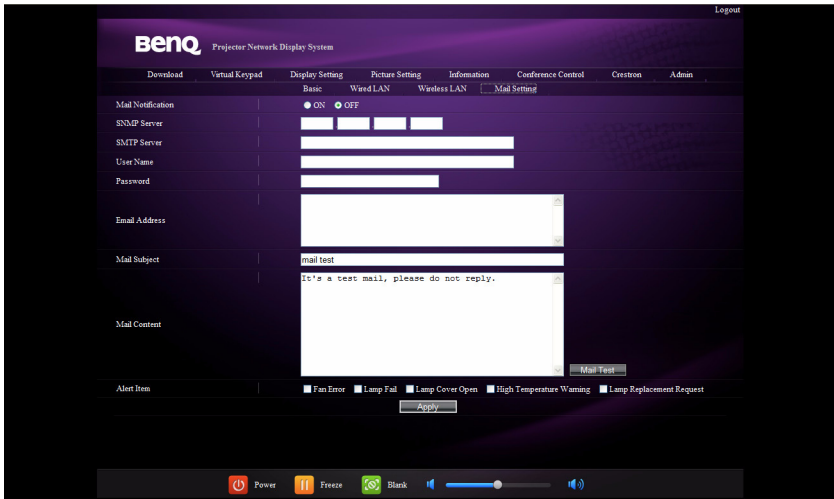 Logout
BenQ Projector Network Display System
Download Virtual Keypad Display Setting Picture Setting Information Conference Control Crestron Admin
Basic Wired LAN Wireless LAN Mail Setting
Mail Notification ON OFF
SNMP Server
SMTP Server
User Name
Password
Email Address
Mail Subject mail test
It's a test mail, please do not reply.
Mail Content
Mail Test
Alert Item Fan Error Lamp Fail Lamp Cover Open High Temperature Warning Lamp Replacement Request
Apply
Power Freeze Blank